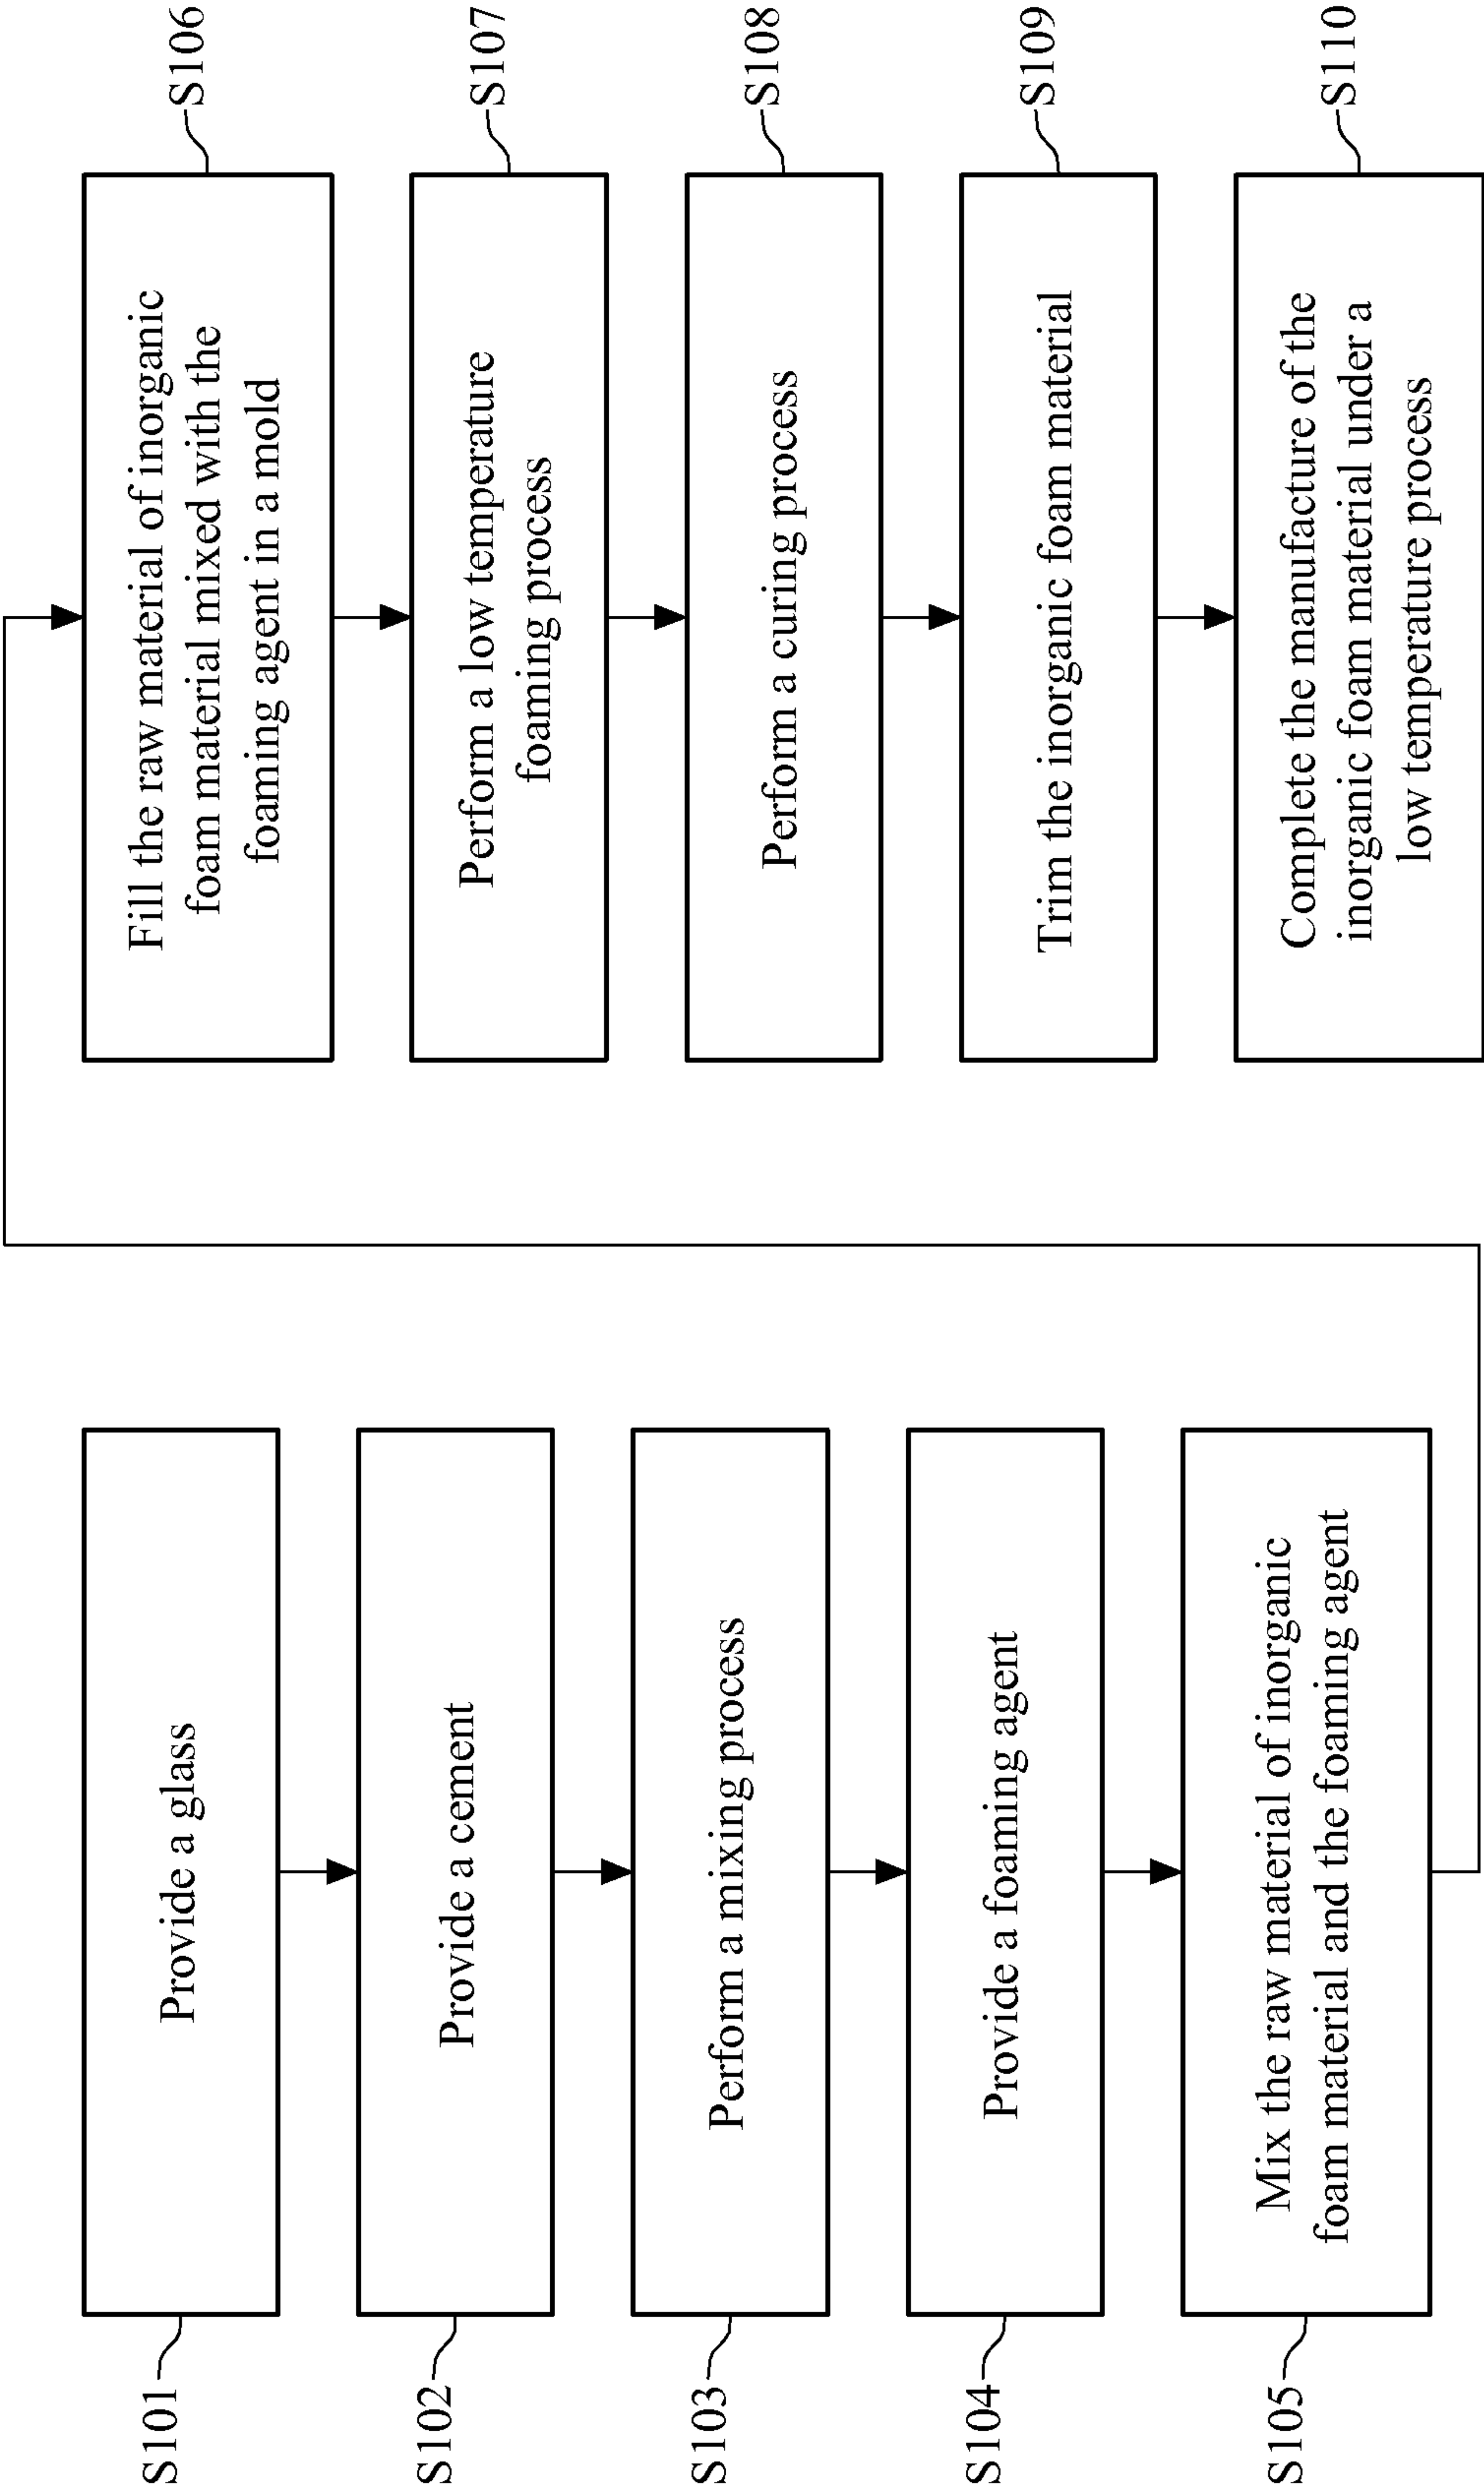 S101
Provide a glass
S102
Provide a cement
S103
Perform a mixing process
S104
Provide a foaming agent
S105
Mix the raw material of inorganic
foam material and the foaming agent
S106
Fill the raw material of inorganic
foam material mixed with the
foaming agent in a mold
S107
Perform a low temperature
foaming process
S108
Perform a curing process
S109
Trim the inorganic foam material
S110
Complete the manufacture of the
inorganic foam material under a
low temperature process